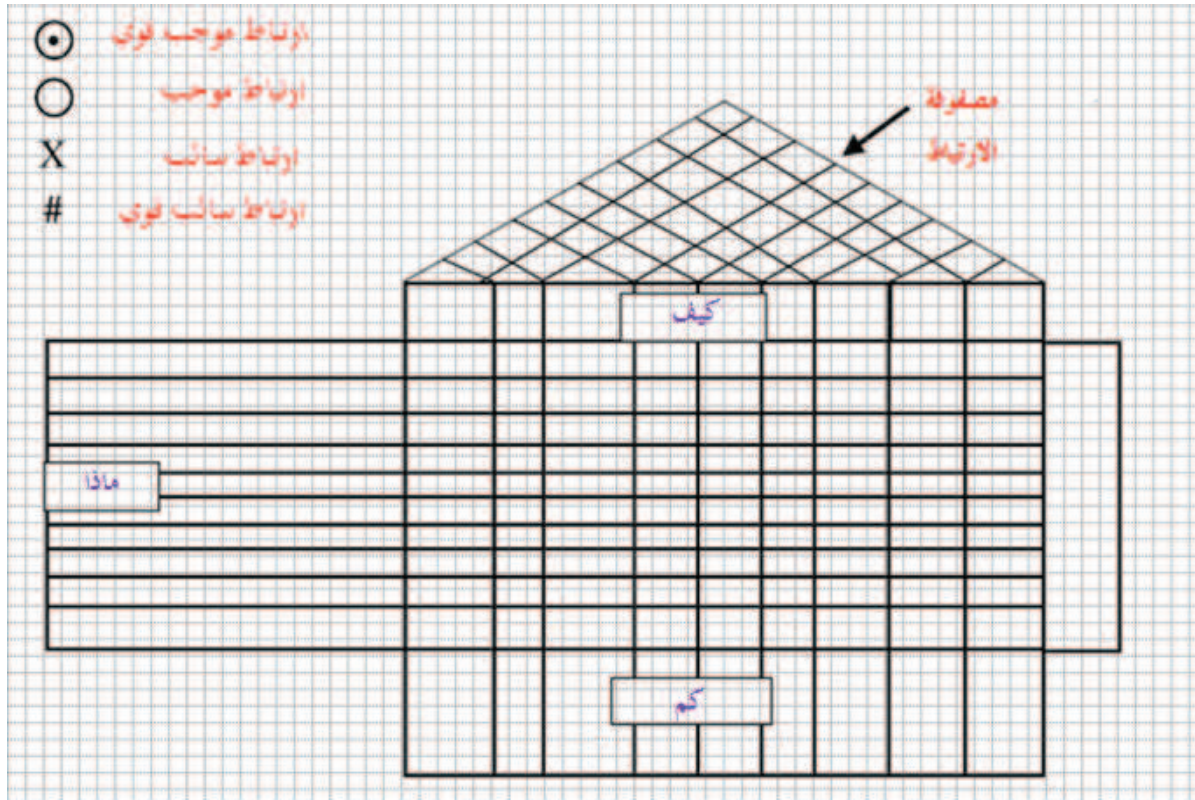 ارتباط موجب قوي
ارتباط موجب
X ارتباط سالب
# ارتباط سالب قوي
مصفوفة
الارتباط
كيف
ماذا
كم